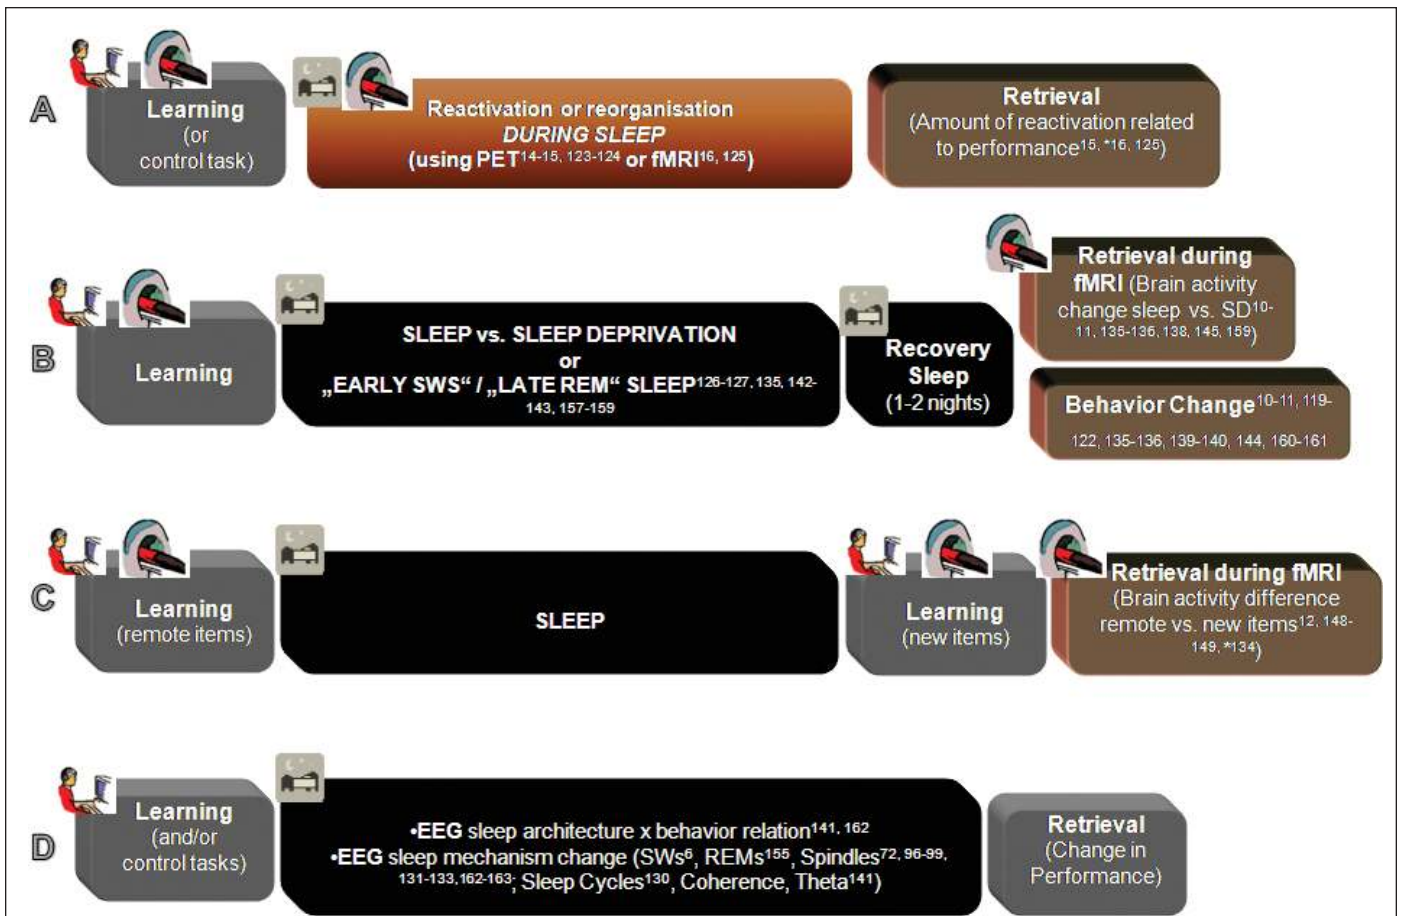 A
Learning
(or
control task)
Reactivation or reorganisation
DURING SLEEP
(using PET14-15, 123-124 or fMRI16, 125)
Retrieval
(Amount of reactivation related
to performance15, *16, 125)
B
Learning
SLEEP vs. SLEEP DEPRIVATION
or
„EARLY SWS“ / „LATE REM“ SLEEP126-127, 135, 142-
143, 157-159
Recovery
Sleep
(1-2 nights)
Retrieval during
fMRI (Brain activity
change sleep vs. SD10-
11, 135-136, 138, 145, 159)
Behavior Change10-11, 119-
122, 135-136, 139-140, 144, 160-161
C
Learning
(remote items)
SLEEP
Learning
(new items)
Retrieval during fMRI
(Brain activity difference
remote vs. new items12, 148-
149, *134)
D
Learning
(and/or
control tasks)
•EEG sleep architecture x behavior relation141, 162
•EEG sleep mechanism change (SWs6, REMs155, Spindles72, 96-99,
131-133,162-163; Sleep Cycles130, Coherence, Theta141)
Retrieval
(Change in
Performance)